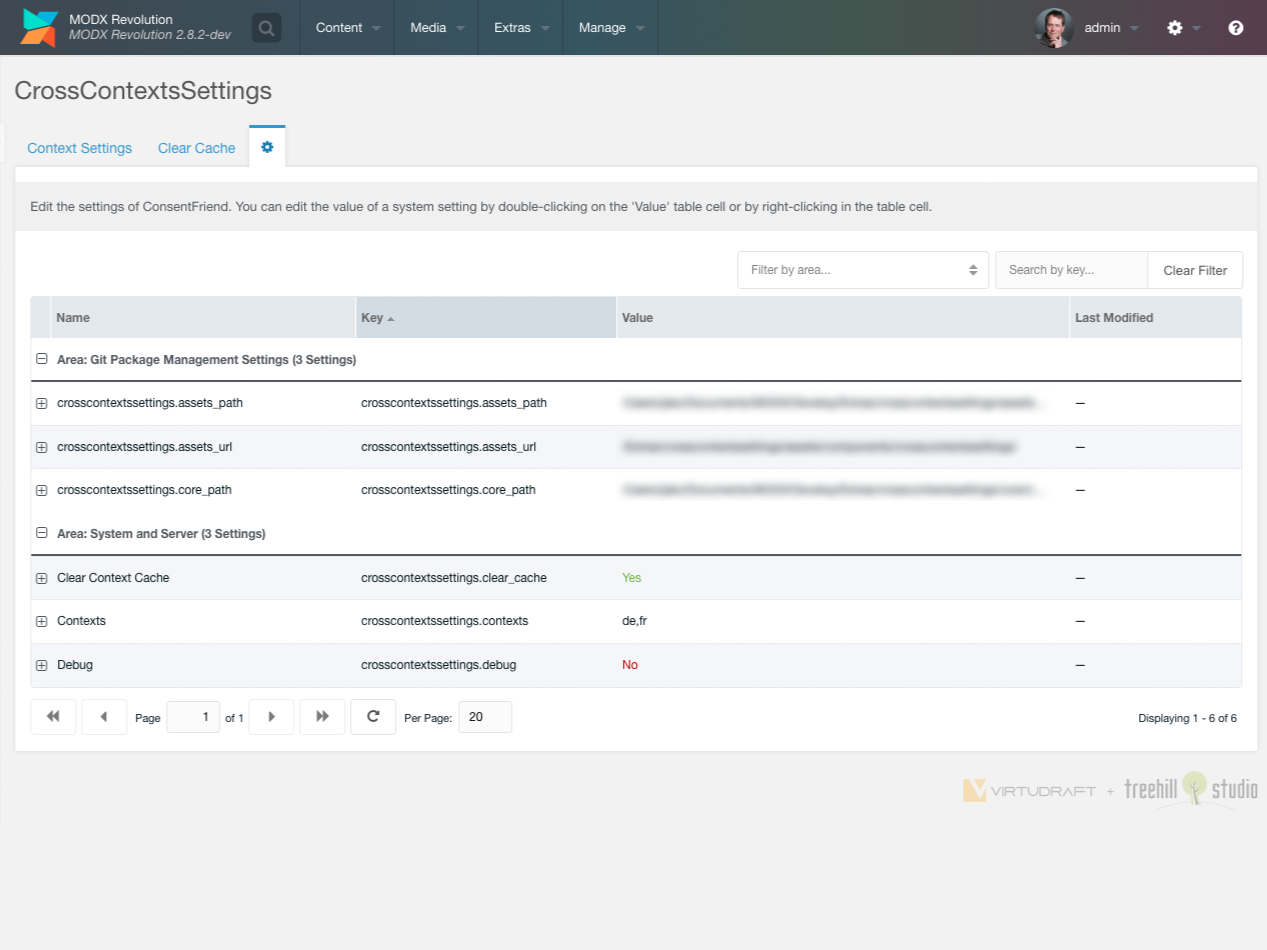 MODX Revolution
MODX Revolution 2.8.2-dev
Content Media Extras Manage admin
CrossContextsSettings
Context Settings Clear Cache
Edit the settings of ConsentFriend. You can edit the value of a system setting by double-clicking on the 'Value' table cell or by right-clicking in the table cell.
Filter by area... Search by key... Clear Filter
Name Key Value Last Modified
Area: Git Package Management Settings (3 Settings)
crosscontextssettings.assets_path crosscontextssettings.assets_path —
crosscontextssettings.assets_url crosscontextssettings.assets_url —
crosscontextssettings.core_path crosscontextssettings.core_path —
Area: System and Server (3 Settings)
Clear Context Cache crosscontextssettings.clear_cache Yes —
Contexts crosscontextssettings.contexts de,fr —
Debug crosscontextssettings.debug No —
Page 1 of 1 Per Page: 20 Displaying 1 - 6 of 6
VIRTUDRAFT + treehill studio